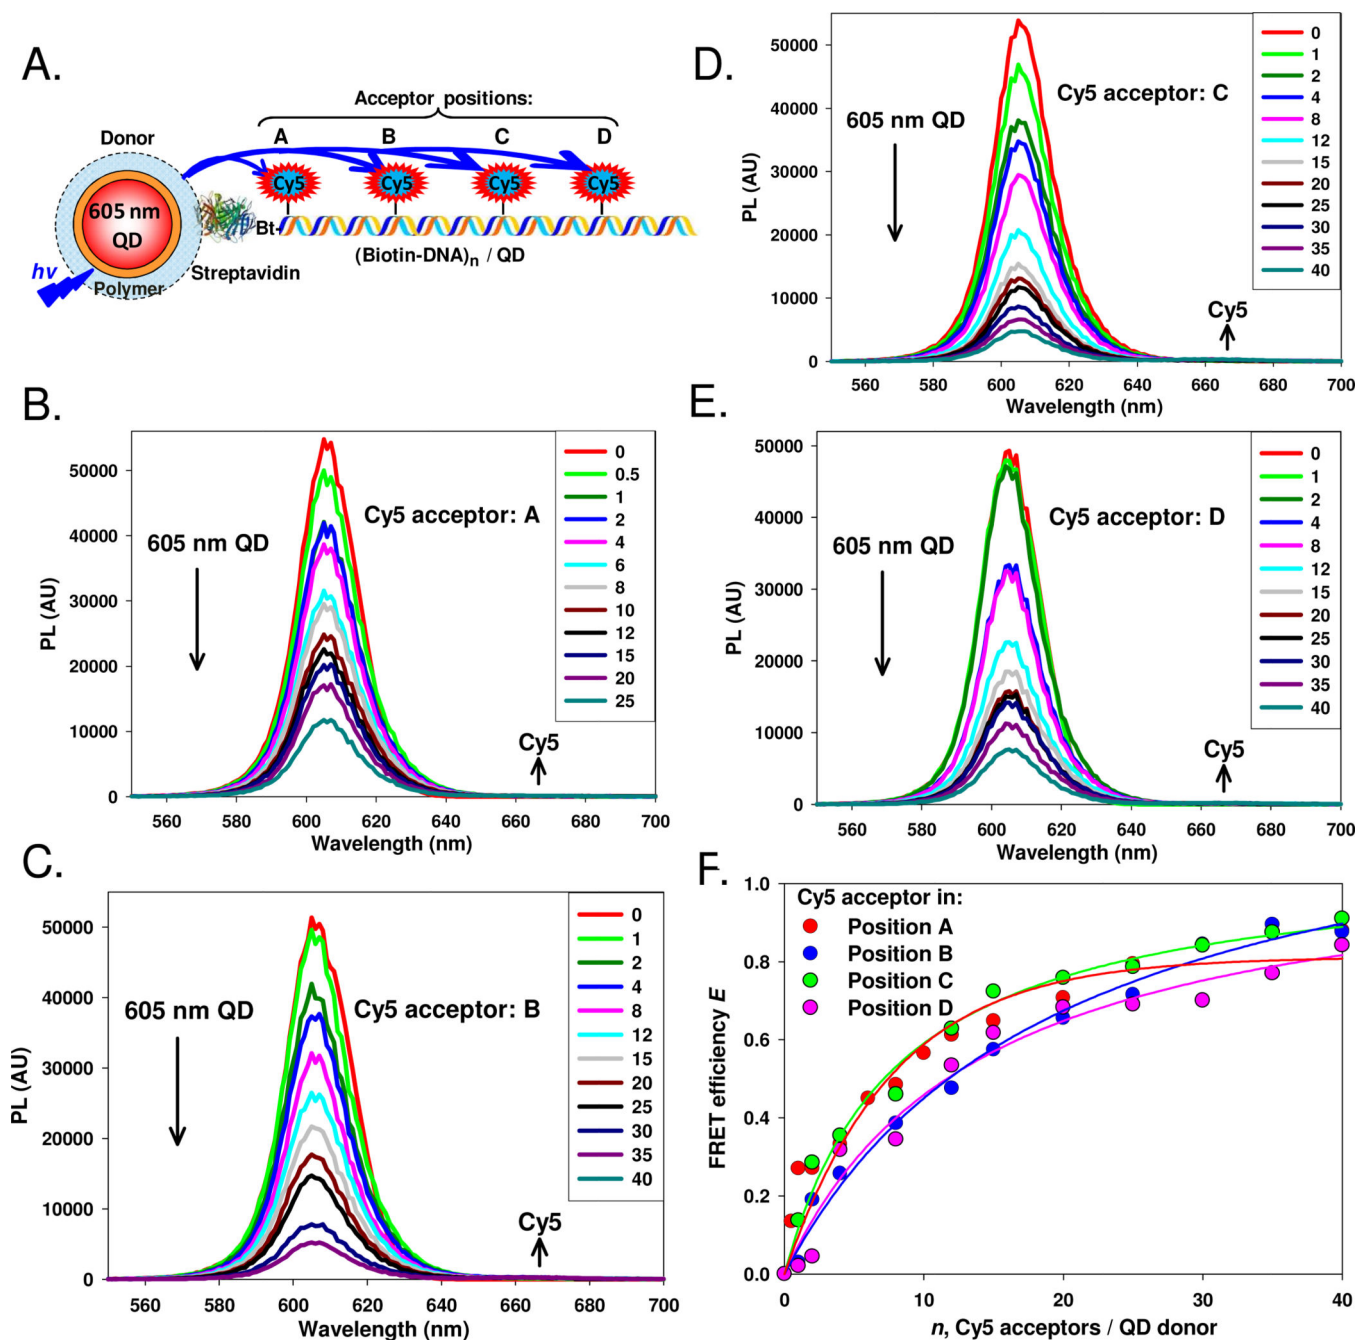 A.
Acceptor positions:
Donor
A B C D
Cy5 Cy5 Cy5 Cy5
605 nm
QD
Bt-
(Biotin-DNA)n / QD
Streptavidin
hv
Polymer
B.
PL (AU)
50000
40000
30000
20000
10000
0
560 580 600 620 640 660 680 700
Wavelength (nm)
605 nm QD
Cy5 acceptor: A
Cy5
0
0.5
1
2
4
6
8
10
12
15
20
25
C.
PL (AU)
50000
40000
30000
20000
10000
0
560 580 600 620 640 660 680 700
Wavelength (nm)
605 nm QD
Cy5 acceptor: B
Cy5
0
1
2
4
8
12
15
20
25
30
35
40
D.
PL (AU)
50000
40000
30000
20000
10000
0
560 580 600 620 640 660 680 700
Wavelength (nm)
605 nm QD
Cy5 acceptor: C
Cy5
0
1
2
4
8
12
15
20
25
30
35
40
E.
PL (AU)
50000
40000
30000
20000
10000
0
560 580 600 620 640 660 680 700
Wavelength (nm)
605 nm QD
Cy5 acceptor: D
Cy5
0
1
2
4
8
12
15
20
25
30
35
40
F.
FRET efficiency E
1.0
0.8
0.6
0.4
0.2
0.0
0 10 20 30 40
n, Cy5 acceptors / QD donor
Cy5 acceptor in:
Position A
Position B
Position C
Position D